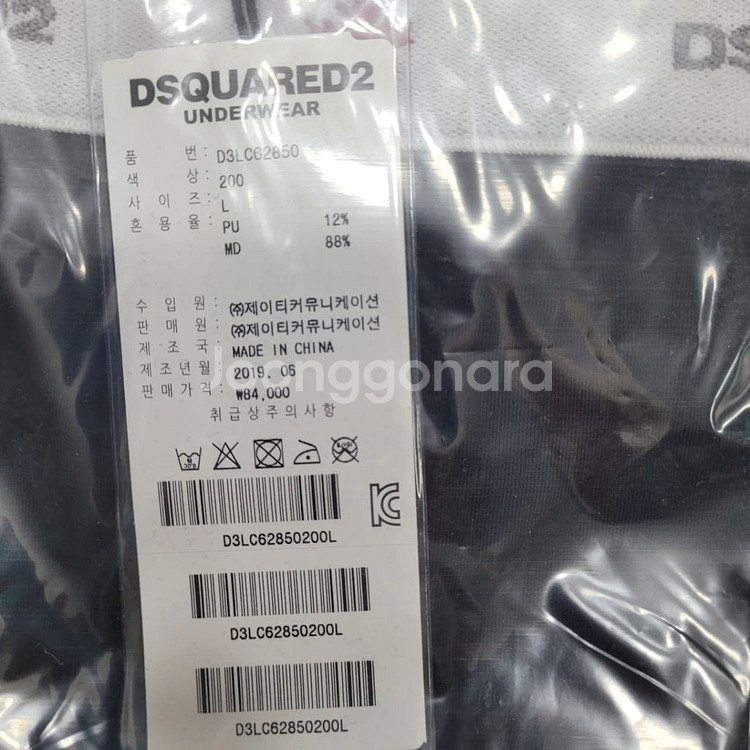 DSQUARED2
UNDERWEAR
품 번: D3LC62850
색 상: 200
사 이 즈: L
혼 용 율: PU 12%
MD 88%
수 입 원: ㈜제이티커뮤니케이션
판 매 원: ㈜제이티커뮤니케이션
제 조 국: MADE IN CHINA
제 조 년 월: 2019. 06
판 매 가 격: ₩84,000
취 급 상 주 의 사 항
D3LC62850200L
D3LC62850200L
D3LC62850200L
Joonggonara
D2
DS